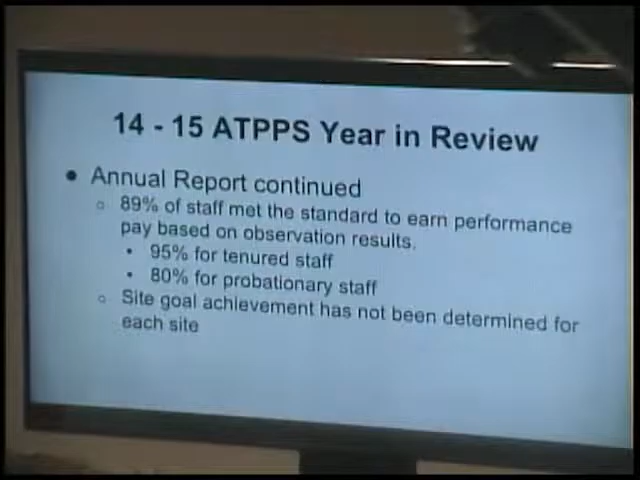 14 - 15 ATPPS Year in Review
• Annual Report continued
○ 89% of staff met the standard to earn performance
pay based on observation results.
• 95% for tenured staff
• 80% for probationary staff
○ Site goal achievement has not been determined for
each site